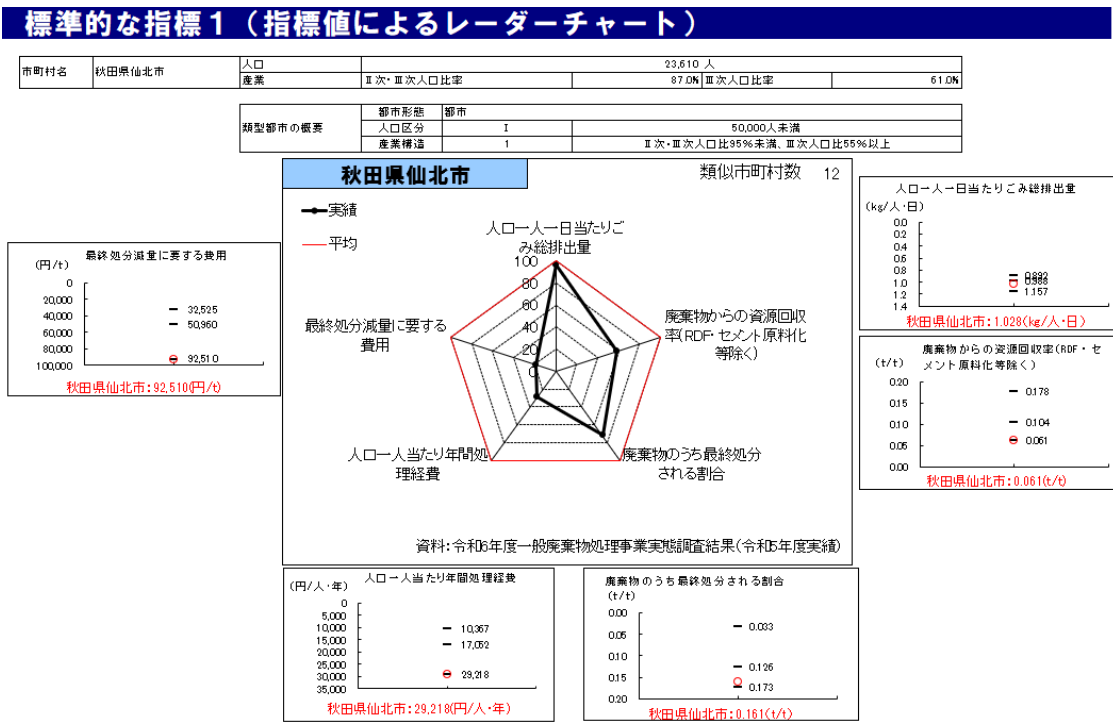 標準的な指標１（指標値によるレーダーチャート）
市町村名 秋田県仙北市 人口 23,610 人
産業 Ⅱ次・Ⅲ次人口比率 87.0% Ⅲ次人口比率 61.0%
類型都市の概要 都市形態 都市
人口区分 Ⅰ 50,000人未満
産業構造 1 Ⅱ次・Ⅲ次人口比95%未満、Ⅲ次人口比55%以上
秋田県仙北市 類似市町村数 12
実績
平均
人口一人一日当たりご
み総排出量
100
80
60
40
20
0
廃棄物からの資源回収
率(RDF・セメント原料化
等除く)
廃棄物のうち最終処分
される割合
人口一人当たり年間処
理経費
最終処分減量に要する
費用
資料:令和6年度一般廃棄物処理事業実態調査結果(令和5年度実績)
最終処分減量に要する費用
(円/t)
0
20,000
40,000
60,000
80,000
100,000
32,525
50,960
92,510
秋田県仙北市:92,510(円/t)
人口一人一日当たりごみ総排出量
(kg/人・日)
0.0
0.2
0.4
0.6
0.8
1.0
1.2
1.4
1.157
秋田県仙北市:1.028(kg/人・日)
廃棄物からの資源回収率(RDF・セ
メント原料化等除く)
(t/t)
0.20
0.15
0.10
0.05
0.00
0.178
0.104
0.061
秋田県仙北市:0.061(t/t)
人口一人当たり年間処理経費
(円/人・年)
0
5,000
10,000
15,000
20,000
25,000
30,000
35,000
10,367
17,052
29,218
秋田県仙北市:29,218(円/人・年)
廃棄物のうち最終処分される割合
(t/t)
0.00
0.05
0.10
0.15
0.20
0.033
0.126
0.173
秋田県仙北市:0.161(t/t)